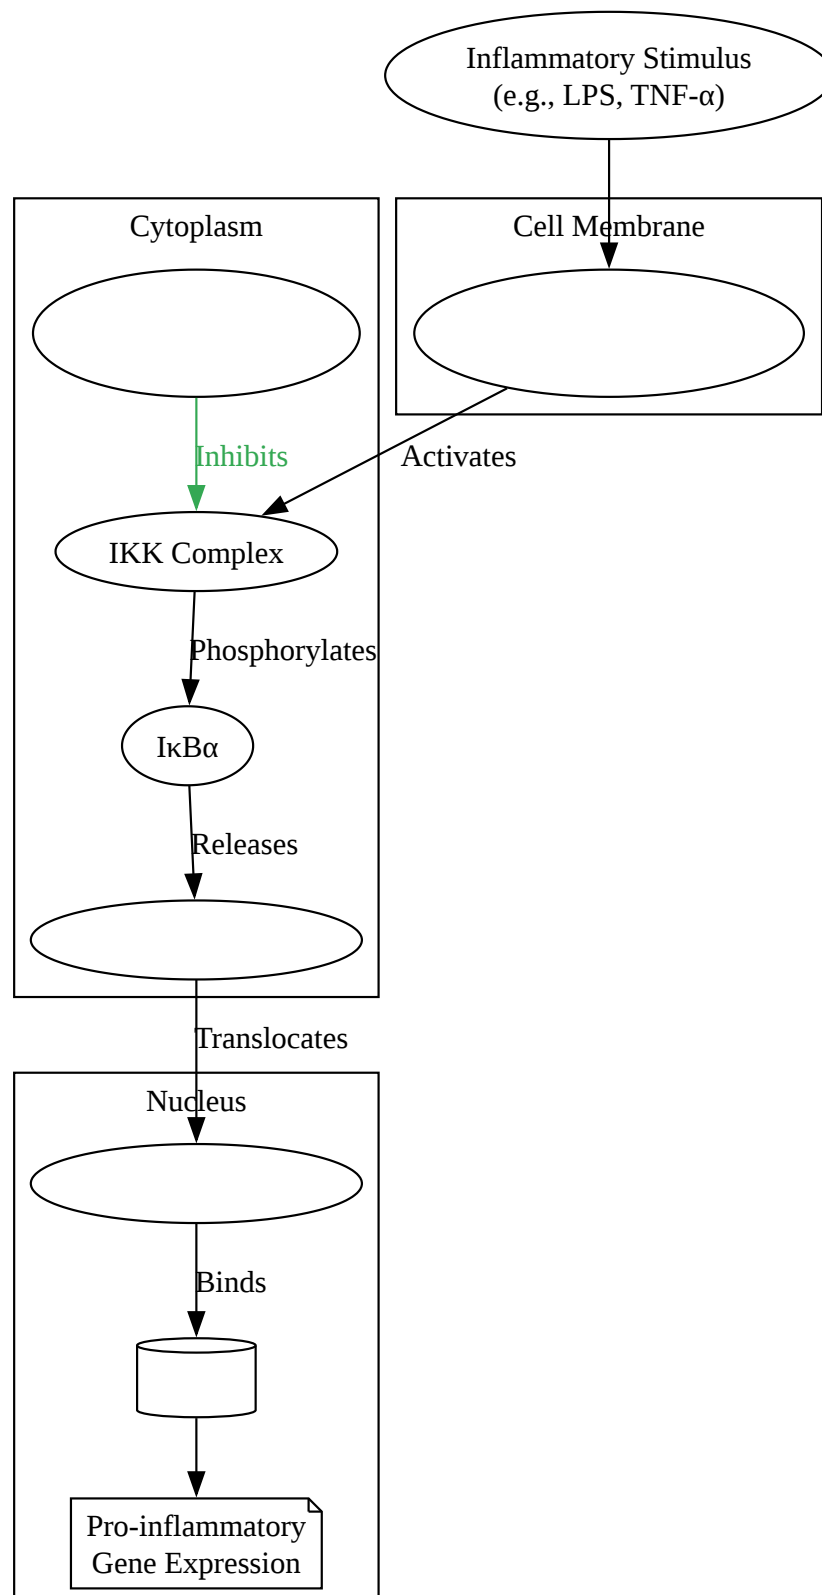 Inflammatory Stimulus
(e.g., LPS, TNF-α)
Cytoplasm
Cell Membrane
Inhibits
Activates
IKK Complex
Phosphorylates
IκBα
Releases
Translocates
Nucleus
Binds
Pro-inflammatory
Gene Expression